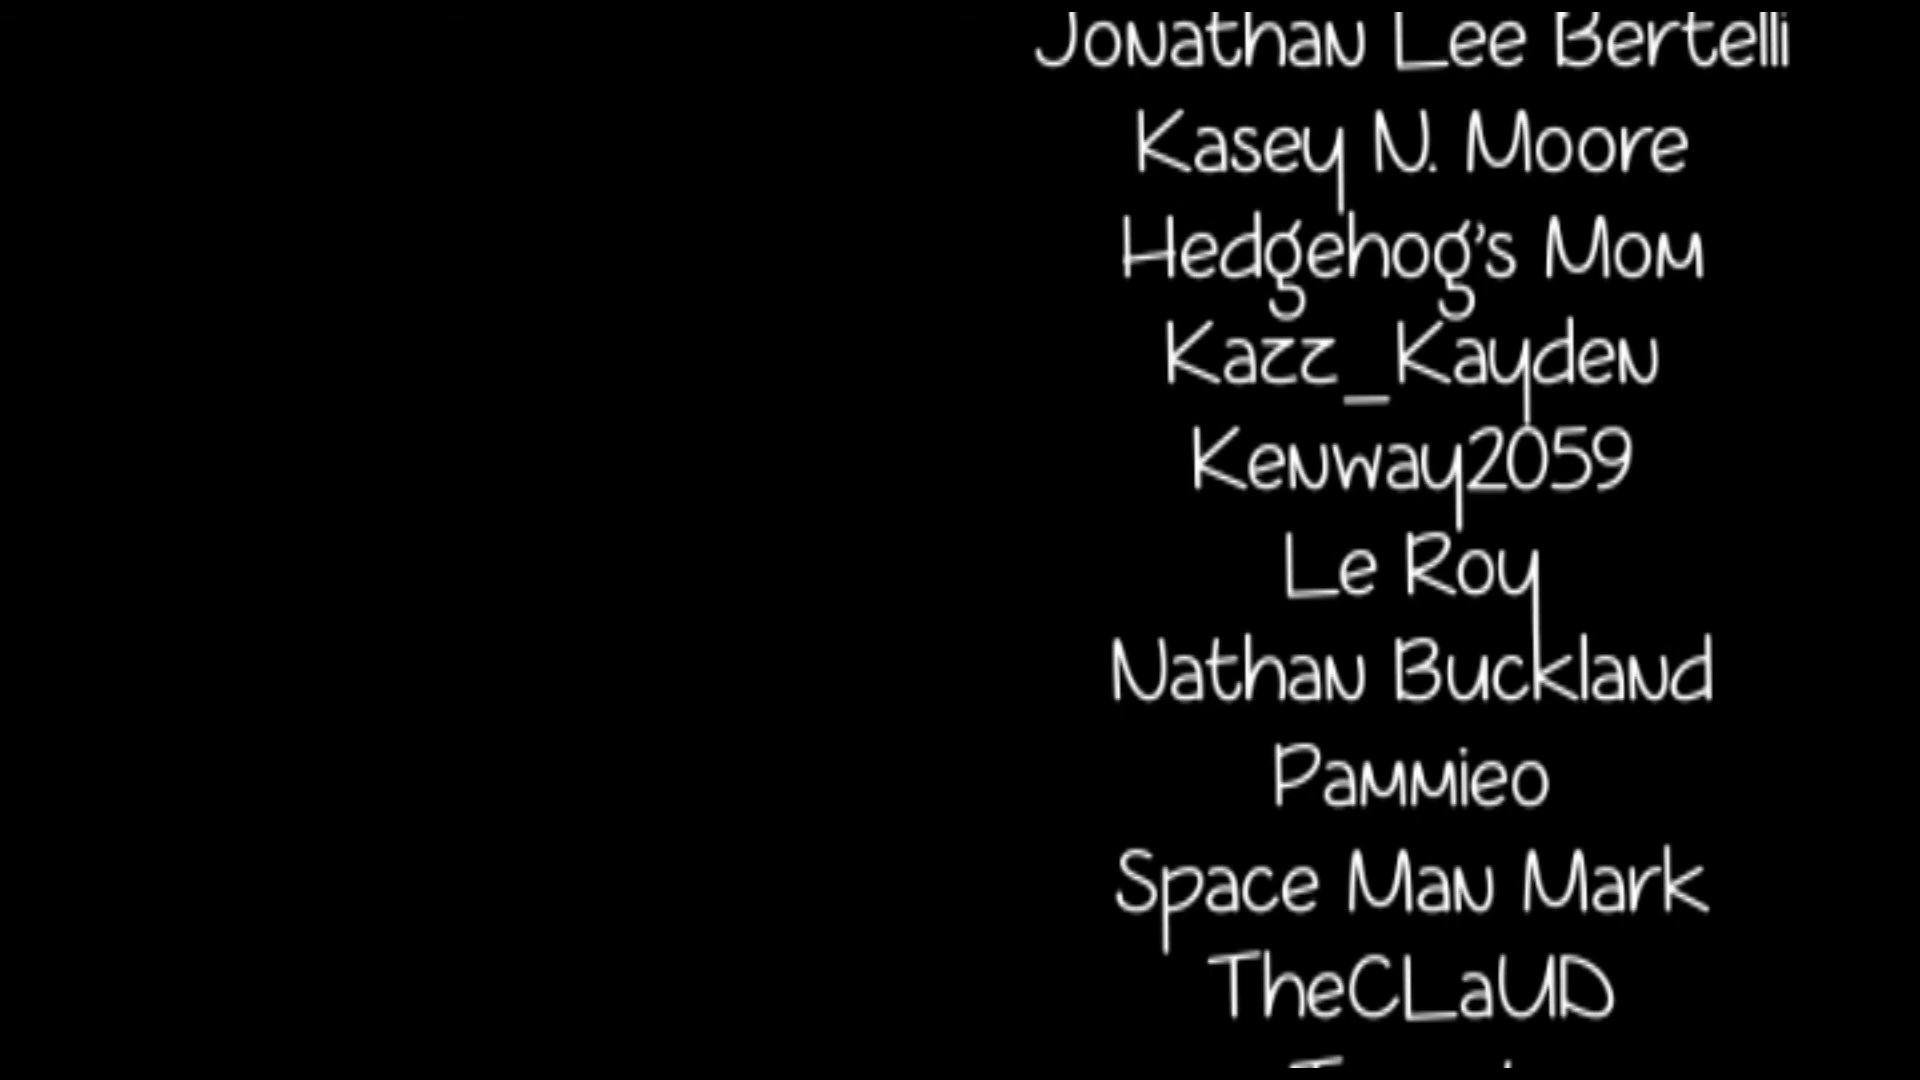 Jonathan Lee Bertelli
Kasey N. Moore
Hedgehog's Mom
Kazz_Kayden
Kenway2059
Le Roy
Nathan Buckland
Pammieo
Space Man Mark
TheCLaUD